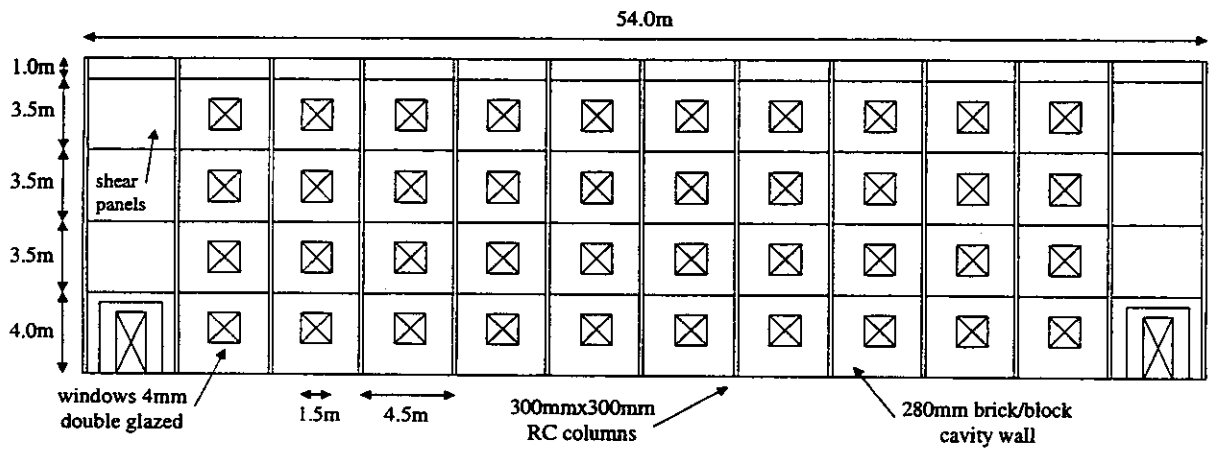 54.0m
1.0m
3.5m
3.5m
shear
panels
3.5m
4.0m
windows 4mm
double glazed
1.5m
4.5m
300mmx300mm
RC columns
280mm brick/block
cavity wall